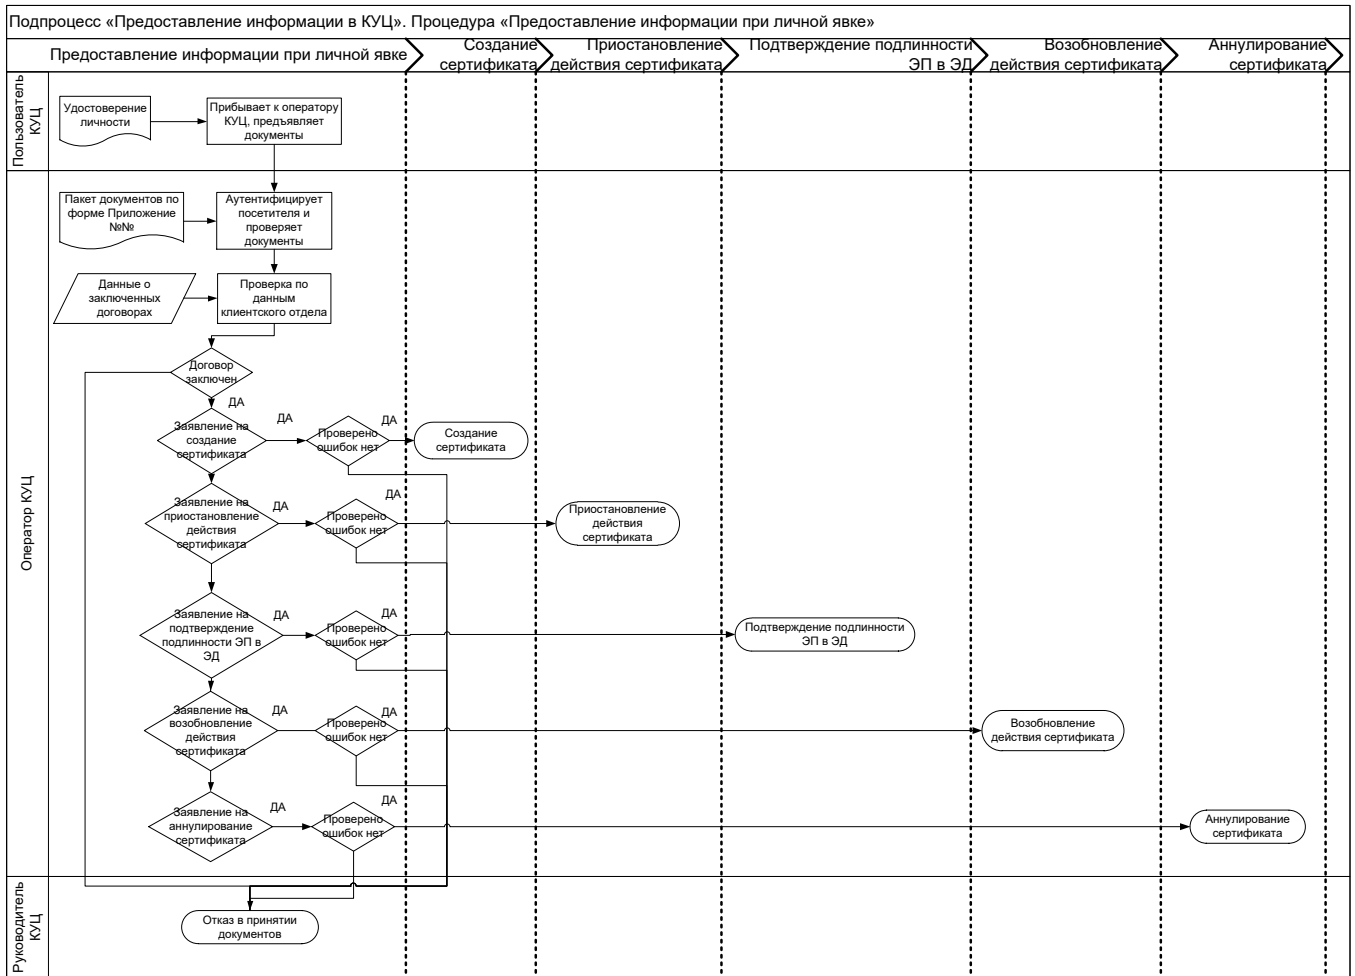 Подпроцесс «Предоставление информации в КУЦ». Процедура «Предоставление информации при личной явке»
Предоставление информации при личной явке
Создание
сертификата
Приостановление
действия сертификата
Подтверждение подлинности
ЭП в ЭД
Возобновление
действия сертификата
Аннулирование
сертификата
Пользователь
КУЦ
Удостоверение
личности
Прибывает к оператору
КУЦ, предъявляет
документы
Оператор КУЦ
Пакет документов по
форме Приложение
№№
Аутентифицирует
посетителя и
проверяет
документы
Данные о
заключенных
договорах
Проверка по
данным
клиентского отдела
Договор
заключен
ДА
Заявление на
создание
сертификата
ДА
Проверено
ошибок нет
ДА
Создание
сертификата
Заявление на
приостановление
действия
сертификата
ДА
Проверено
ошибок нет
ДА
Приостановление
действия
сертификата
Заявление на
подтверждение
подлинности ЭП в
ЭД
ДА
Проверено
ошибок нет
ДА
Подтверждение подлинности
ЭП в ЭД
Заявление на
возобновление
действия
сертификата
ДА
Проверено
ошибок нет
ДА
Возобновление
действия сертификата
Заявление на
аннулирование
сертификата
ДА
Проверено
ошибок нет
ДА
Аннулирование
сертификата
Руководитель
КУЦ
Отказ в принятии
документов